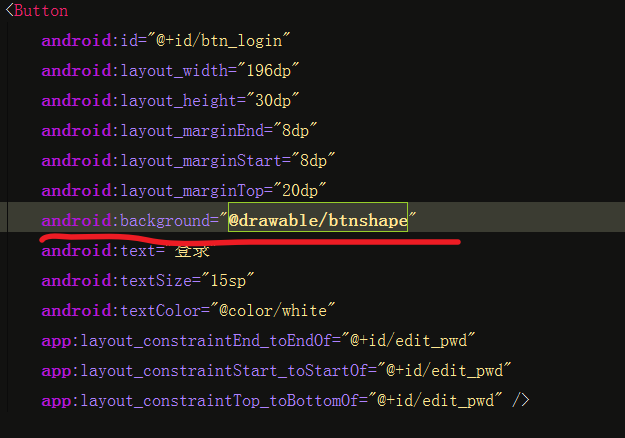 <Button
android:id="@+id/btn_login"
android:layout_width="196dp"
android:layout_height="30dp"
android:layout_marginEnd="8dp"
android:layout_marginStart="8dp"
android:layout_marginTop="20dp"
android:background="@drawable/btnshape"
android:text="登录"
android:textSize="15sp"
android:textColor="@color/white"
app:layout_constraintEnd_toEndOf="@+id/edit_pwd"
app:layout_constraintStart_toStartOf="@+id/edit_pwd"
app:layout_constraintTop_toBottomOf="@+id/edit_pwd" />